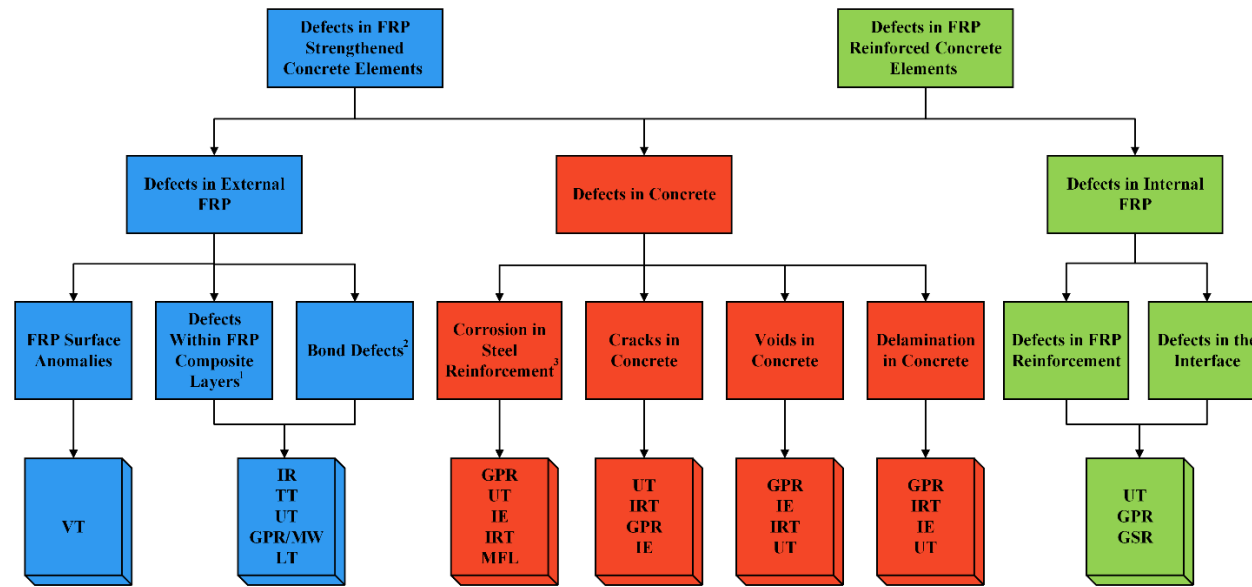 Defects in FRP
Strengthened
Concrete Elements
Defects in FRP
Reinforced Concrete
Elements
Defects in External
FRP
Defects in Concrete
Defects in Internal
FRP
FRP Surface
Anomalies
Defects
Within FRP
Composite
Layers¹
Bond Defects²
Corrosion in
Steel
Reinforcement³
Cracks in
Concrete
Voids in
Concrete
Delamination
in Concrete
Defects in FRP
Reinforcement
Defects in the
Interface
VT
IR
TT
UT
GPR/MW
LT
GPR
UT
IE
IRT
MFL
UT
IRT
GPR
IE
GPR
IE
IRT
UT
GPR
IRT
IE
UT
UT
GPR
GSR